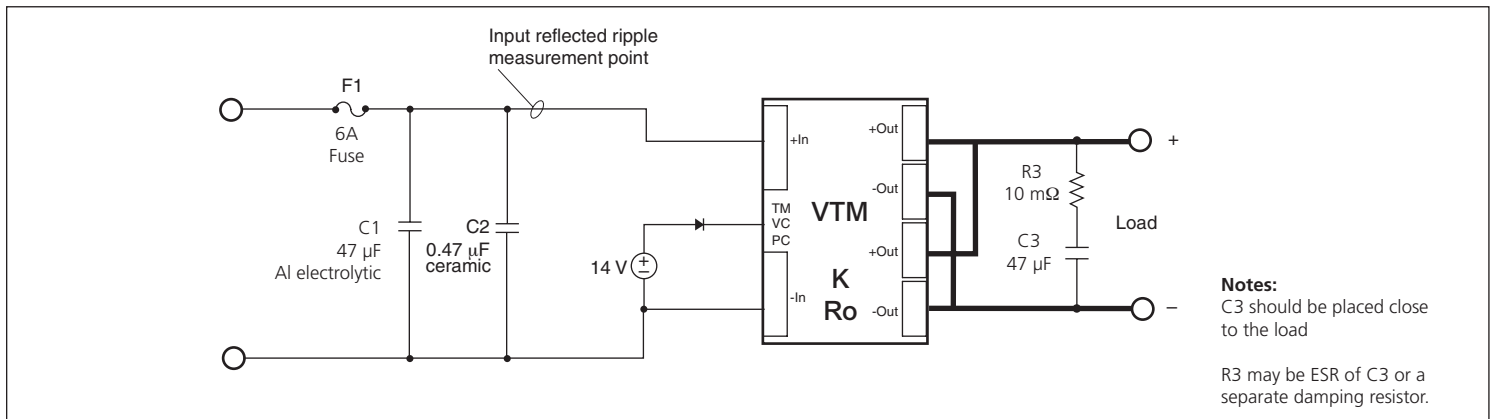 Input reflected ripple
measurement point
F1
6A
Fuse
C1
47 µF
Al electrolytic
C2
0.47 µF
ceramic
14 V
+In
TM
VC
PC
-In
VTM
K
Ro
+Out
-Out
+Out
-Out
R3
10 mΩ
C3
47 µF
+
Load
–
Notes:
C3 should be placed close
to the load
R3 may be ESR of C3 or a
separate damping resistor.